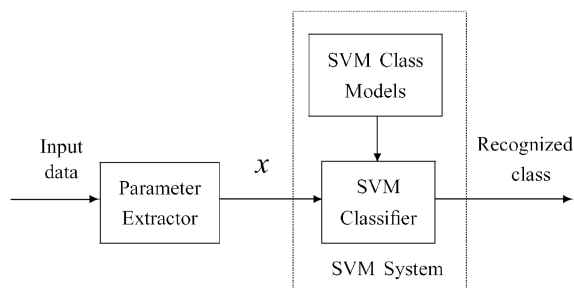 SVM Class
Models
Input
data
Parameter
Extractor
x
SVM
Classifier
Recognized
class
SVM System